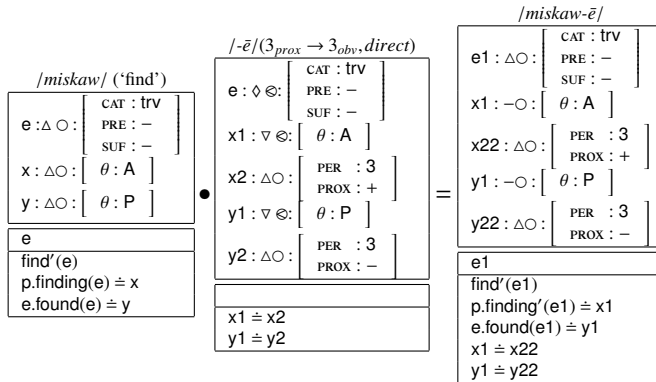 /miskaw/ (‘find’)
e : △ ○ : [ CAT : trv
PRE : −
SUF : − ]
x : △○ : [ θ : A ]
y : △○ : [ θ : P ]
e
find′(e)
p.finding(e) ≐ x
e.found(e) ≐ y
•
/-ē/(3prox → 3obv, direct)
e : ◊ ⧀: [ CAT : trv
PRE : −
SUF : − ]
x1 : ▽ ⧀: [ θ : A ]
x2 : △○ : [ PER : 3
PROX : + ]
y1 : ▽ ⧀: [ θ : P ]
y2 : △○ : [ PER : 3
PROX : − ]
x1 ≐ x2
y1 ≐ y2
=
/miskaw-ē/
e1 : △○ : [ CAT : trv
PRE : −
SUF : − ]
x1 : −○ : [ θ : A ]
x22 : △○ : [ PER : 3
PROX : + ]
y1 : −○ : [ θ : P ]
y22 : △○ : [ PER : 3
PROX : − ]
e1
find′(e1)
p.finding′(e1) ≐ x1
e.found(e1) ≐ y1
x1 ≐ x22
y1 ≐ y22